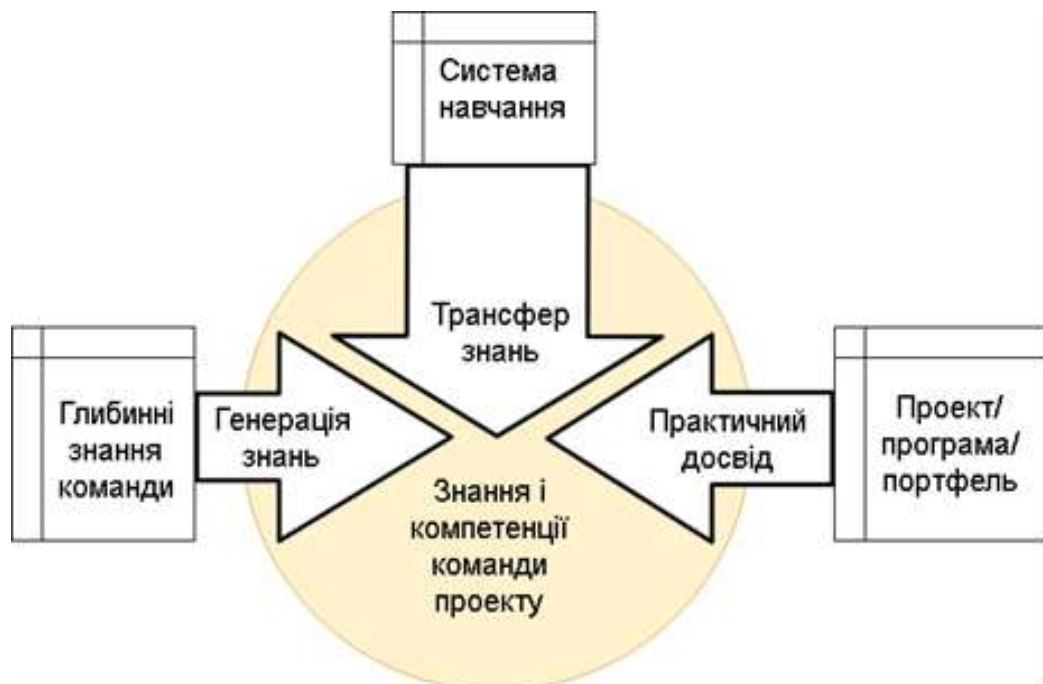 Система
навчання
Трансфер
знань
Глибинні
знання
команди
Генерація
знань
Практичний
досвід
Проект/
програма/
портфель
Знання і
компетенції
команди
проекту